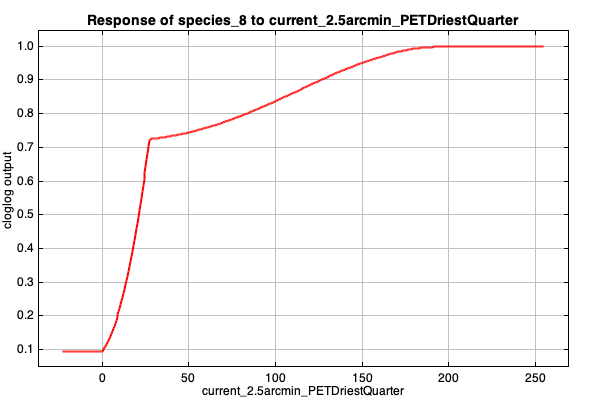 Response of species_8 to current_2.5arcmin_PETDriestQuarter
cloglog output
1.0
0.9
0.8
0.7
0.6
0.5
0.4
0.3
0.2
0.1
0 50 100 150 200 250
current_2.5arcmin_PETDriestQuarter